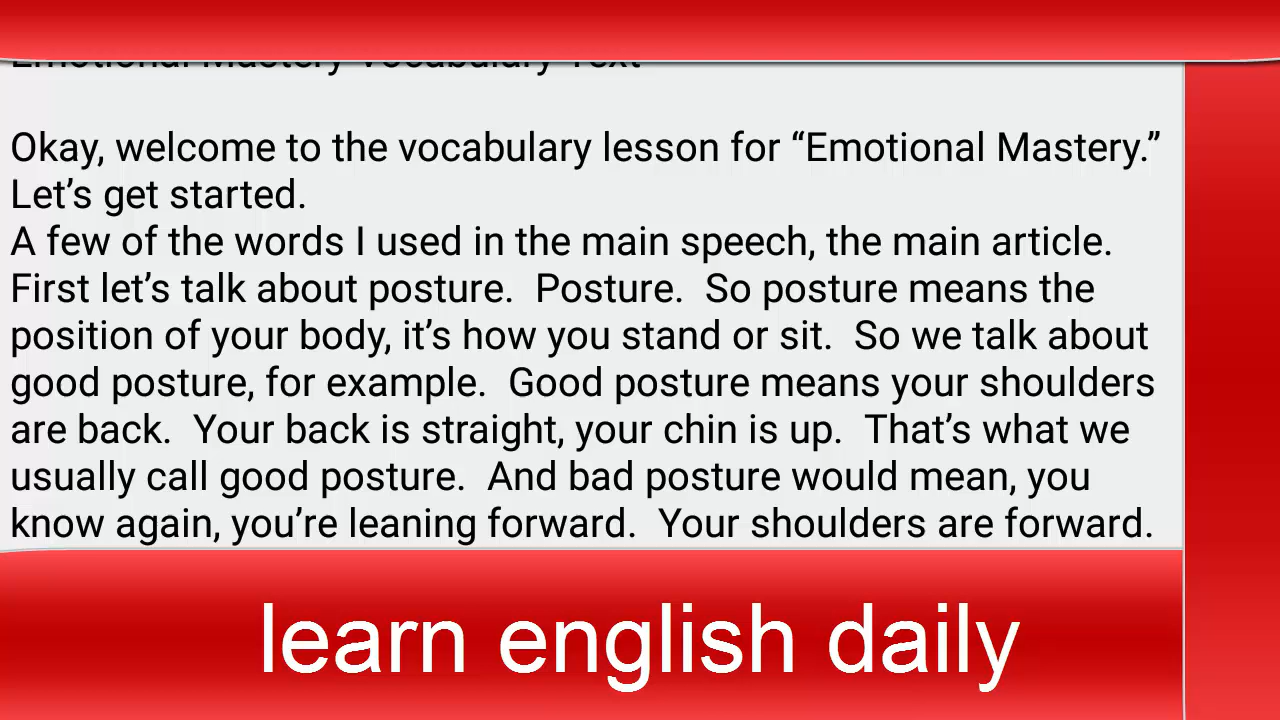 Emotional Mastery Vocabulary Text
Okay, welcome to the vocabulary lesson for “Emotional Mastery.”
Let’s get started.
A few of the words I used in the main speech, the main article.
First let’s talk about posture.  Posture.  So posture means the
position of your body, it’s how you stand or sit.  So we talk about
good posture, for example.  Good posture means your shoulders
are back.  Your back is straight, your chin is up.  That’s what we
usually call good posture.  And bad posture would mean, you
know again, you’re leaning forward.  Your shoulders are forward.
learn english daily